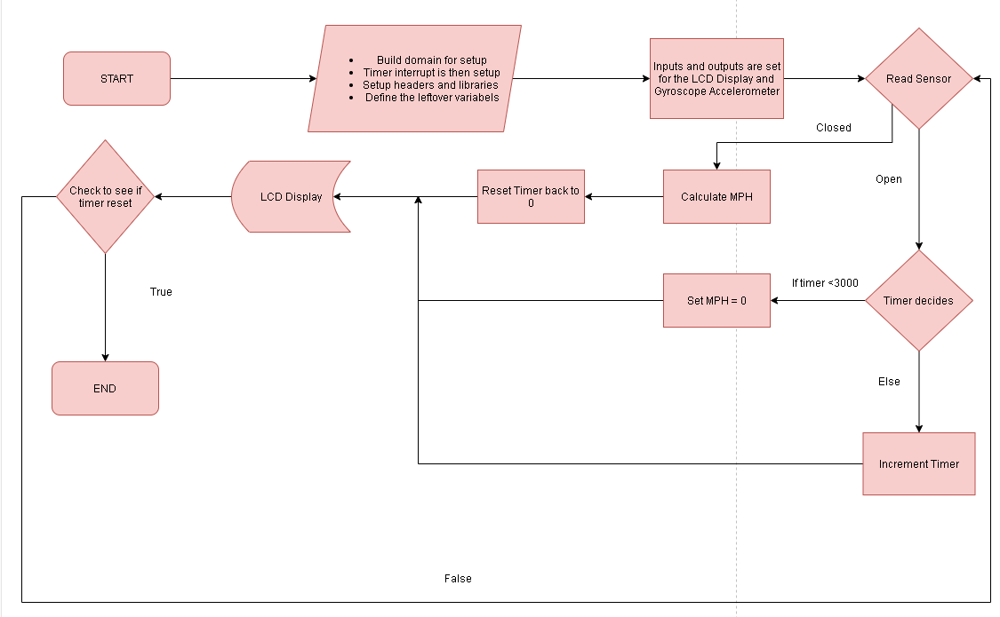 START
Build domain for setup
Timer interrupt is then setup
Setup headers and libraries
Define the leftover variabels
Inputs and outputs are set
for the LCD Display and
Gyroscope Accelerometer
Read Sensor
Closed
Open
Check to see if
timer reset
LCD Display
Reset Timer back to
0
Calculate MPH
True
Set MPH = 0
If timer <3000
Timer decides
Else
END
Increment Timer
False